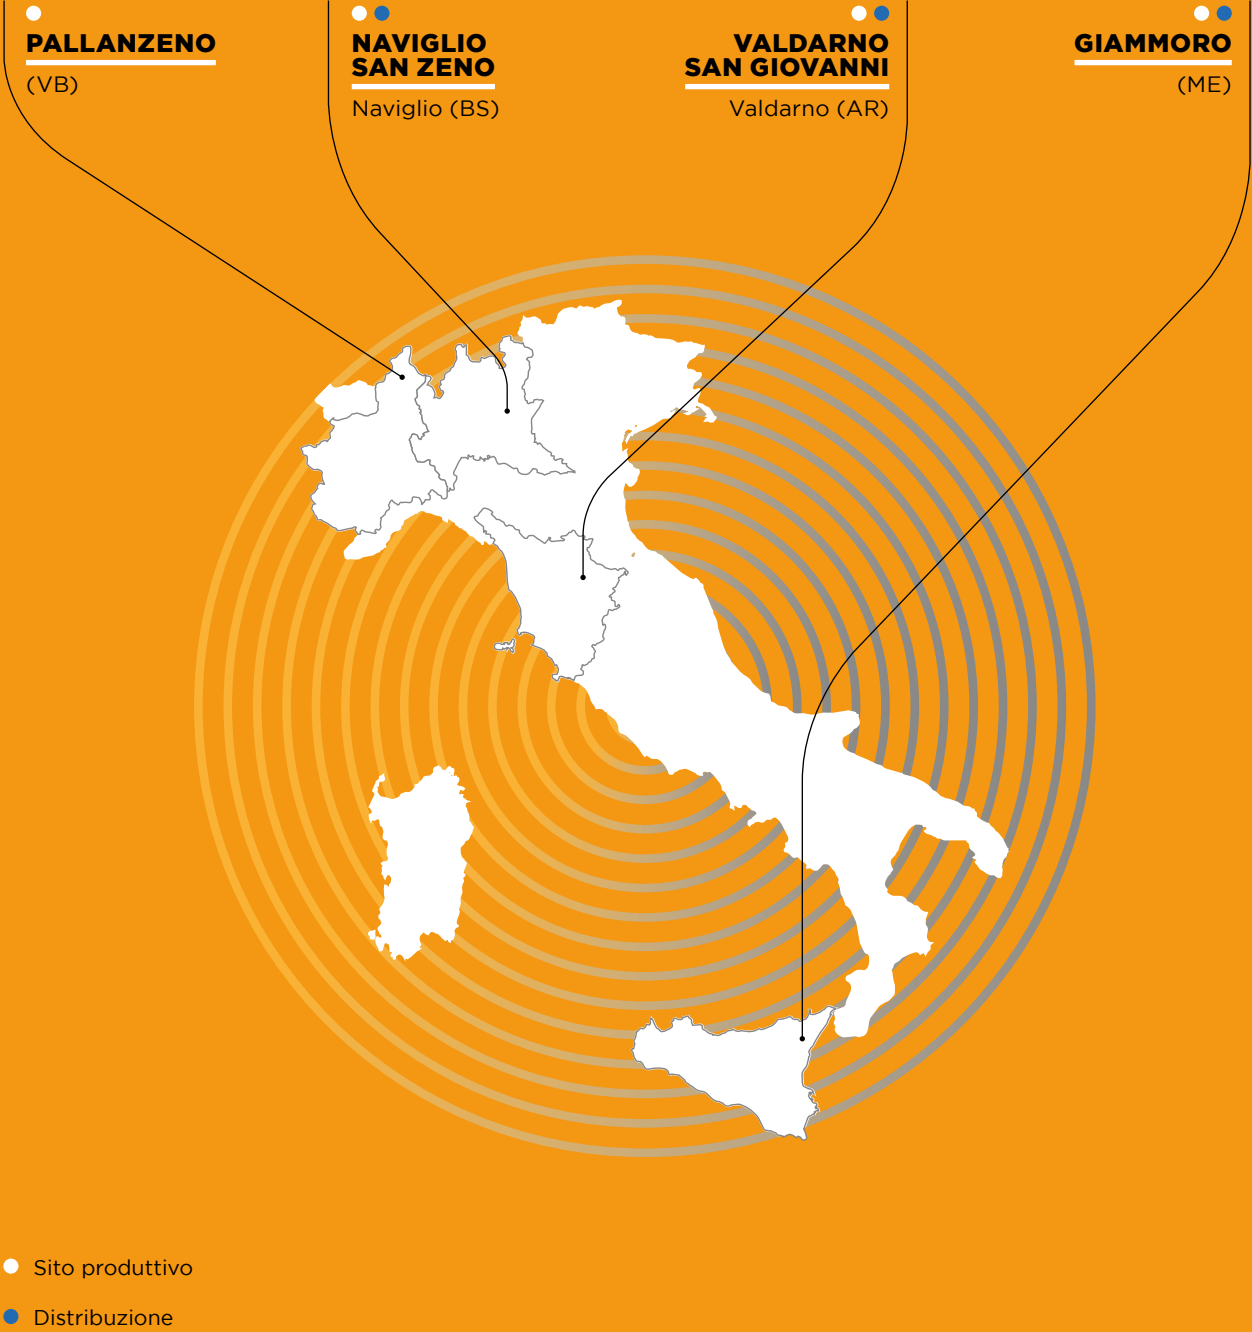 PALLANZENO
(VB)
NAVIGLIO
SAN ZENO
Naviglio (BS)
VALDARNO
SAN GIOVANNI
Valdarno (AR)
GIAMMORO
(ME)
Sito produttivo
Distribuzione